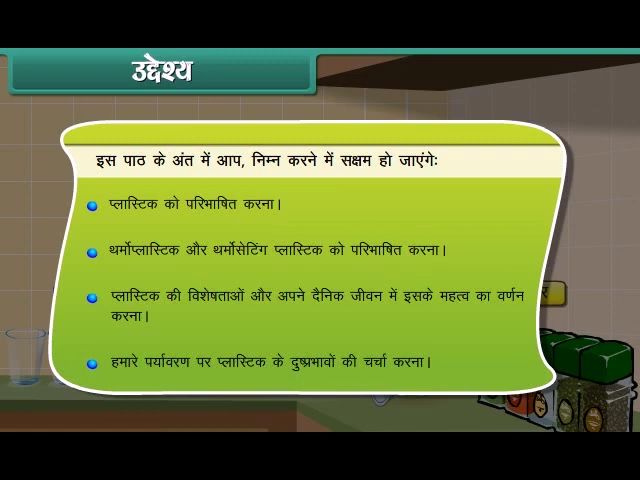 उद्देश्य
इस पाठ के अंत में आप, निम्न करने में सक्षम हो जाएंगेः
प्लास्टिक को परिभाषित करना।
थर्मोप्लास्टिक और थर्मोसेटिंग प्लास्टिक को परिभाषित करना।
प्लास्टिक की विशेषताओं और अपने दैनिक जीवन में इसके महत्व का वर्णन
करना।
हमारे पर्यावरण पर प्लास्टिक के दुष्प्रभावों की चर्चा करना।